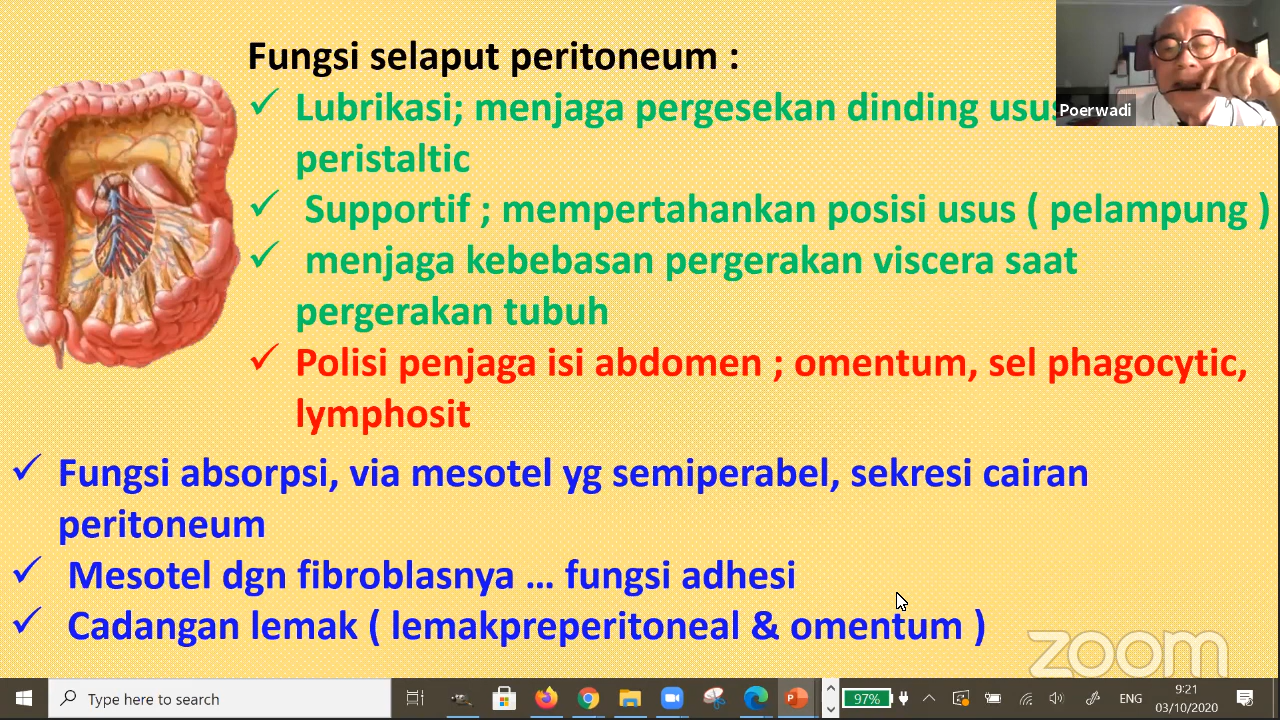 Fungsi selaput peritoneum :
✓ Lubrikasi; menjaga pergesekan dinding usus
peristaltic
✓ Supportif ; mempertahankan posisi usus ( pelampung )
✓ menjaga kebebasan pergerakan viscera saat
pergerakan tubuh
✓ Polisi penjaga isi abdomen ; omentum, sel phagocytic,
lymphosit
✓ Fungsi absorpsi, via mesotel yg semiperabel, sekresi cairan
peritoneum
✓ Mesotel dgn fibroblasnya ... fungsi adhesi
✓ Cadangan lemak ( lemakpreperitoneal & omentum )
Poerwadi
zoom
Type here to search
97%
ENG
9:21
03/10/2020